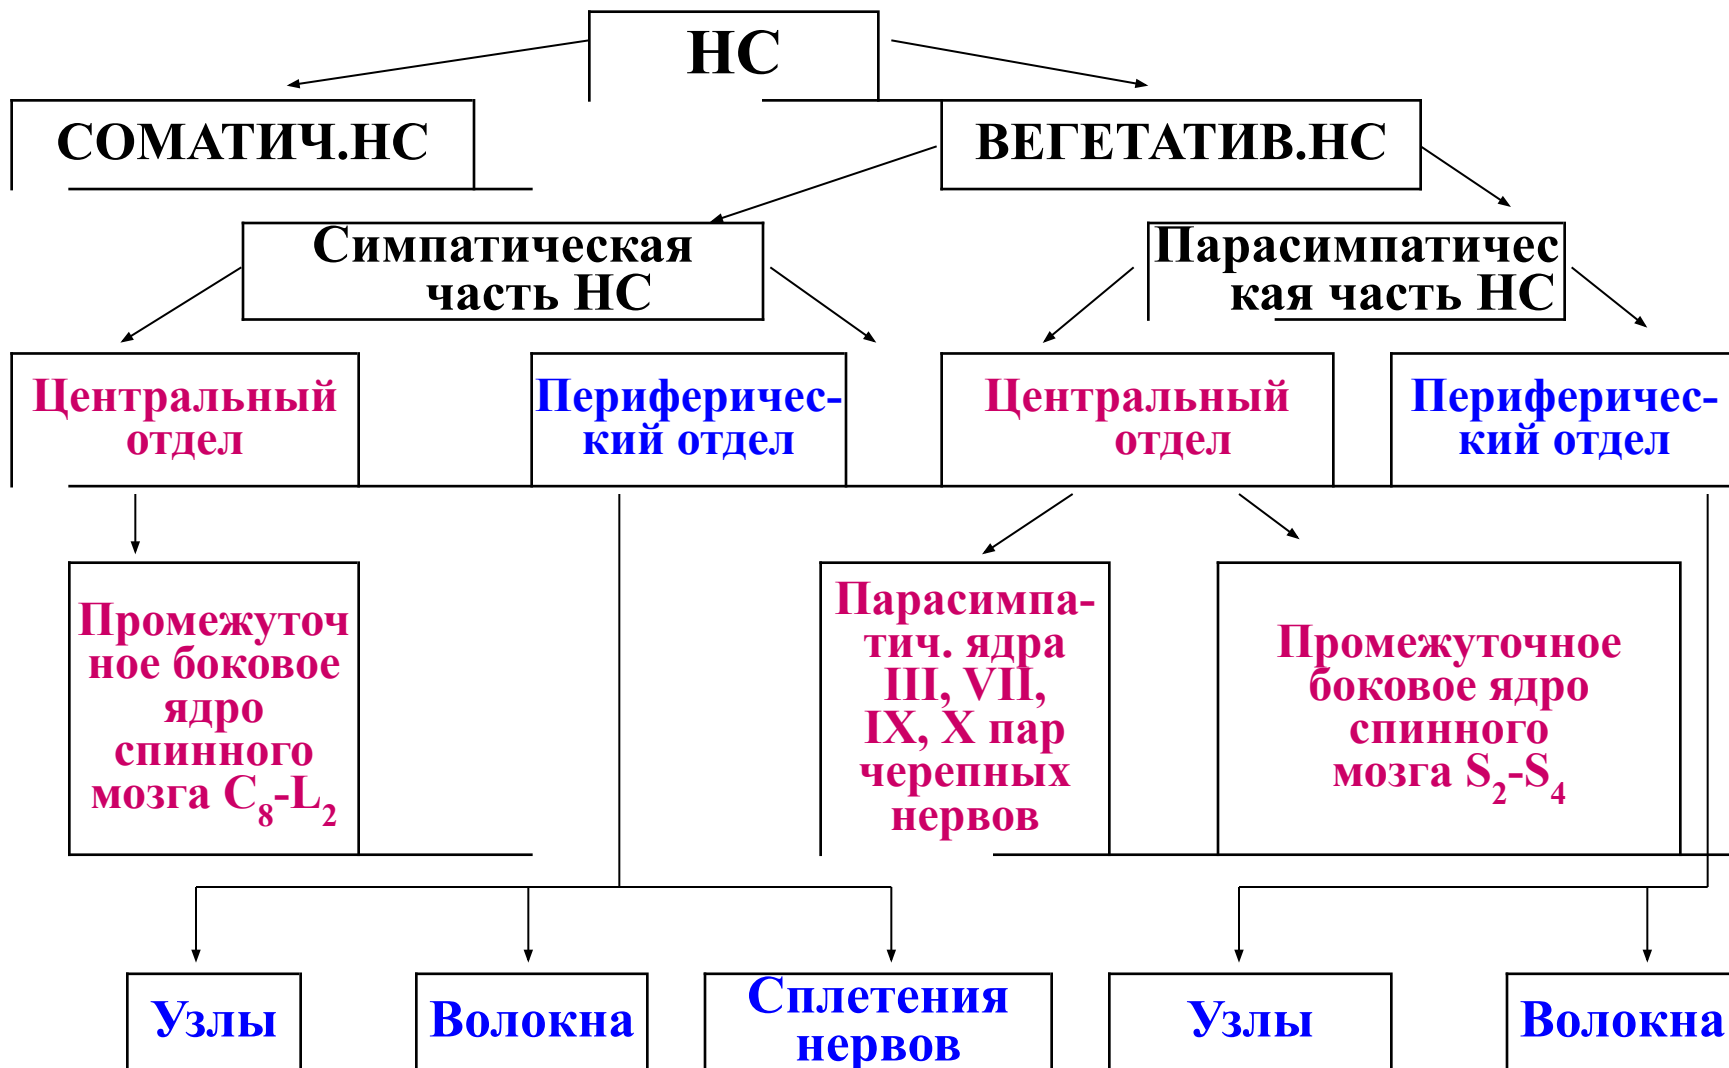 НС
СОМАТИЧ.НС
ВЕГЕТАТИВ.НС
Симпатическая
часть НС
Парасимпатичес
кая часть НС
Центральный
отдел
Периферичес-
кий отдел
Центральный
отдел
Периферичес-
кий отдел
Промежуточ
ное боковое
ядро
спинного
мозга C₈-L₂
Парасимпа-
тич. ядра
III, VII,
IX, X пар
черепных
нервов
Промежуточное
боковое ядро
спинного
мозга S₂-S₄
Узлы
Волокна
Сплетения
нервов
Узлы
Волокна